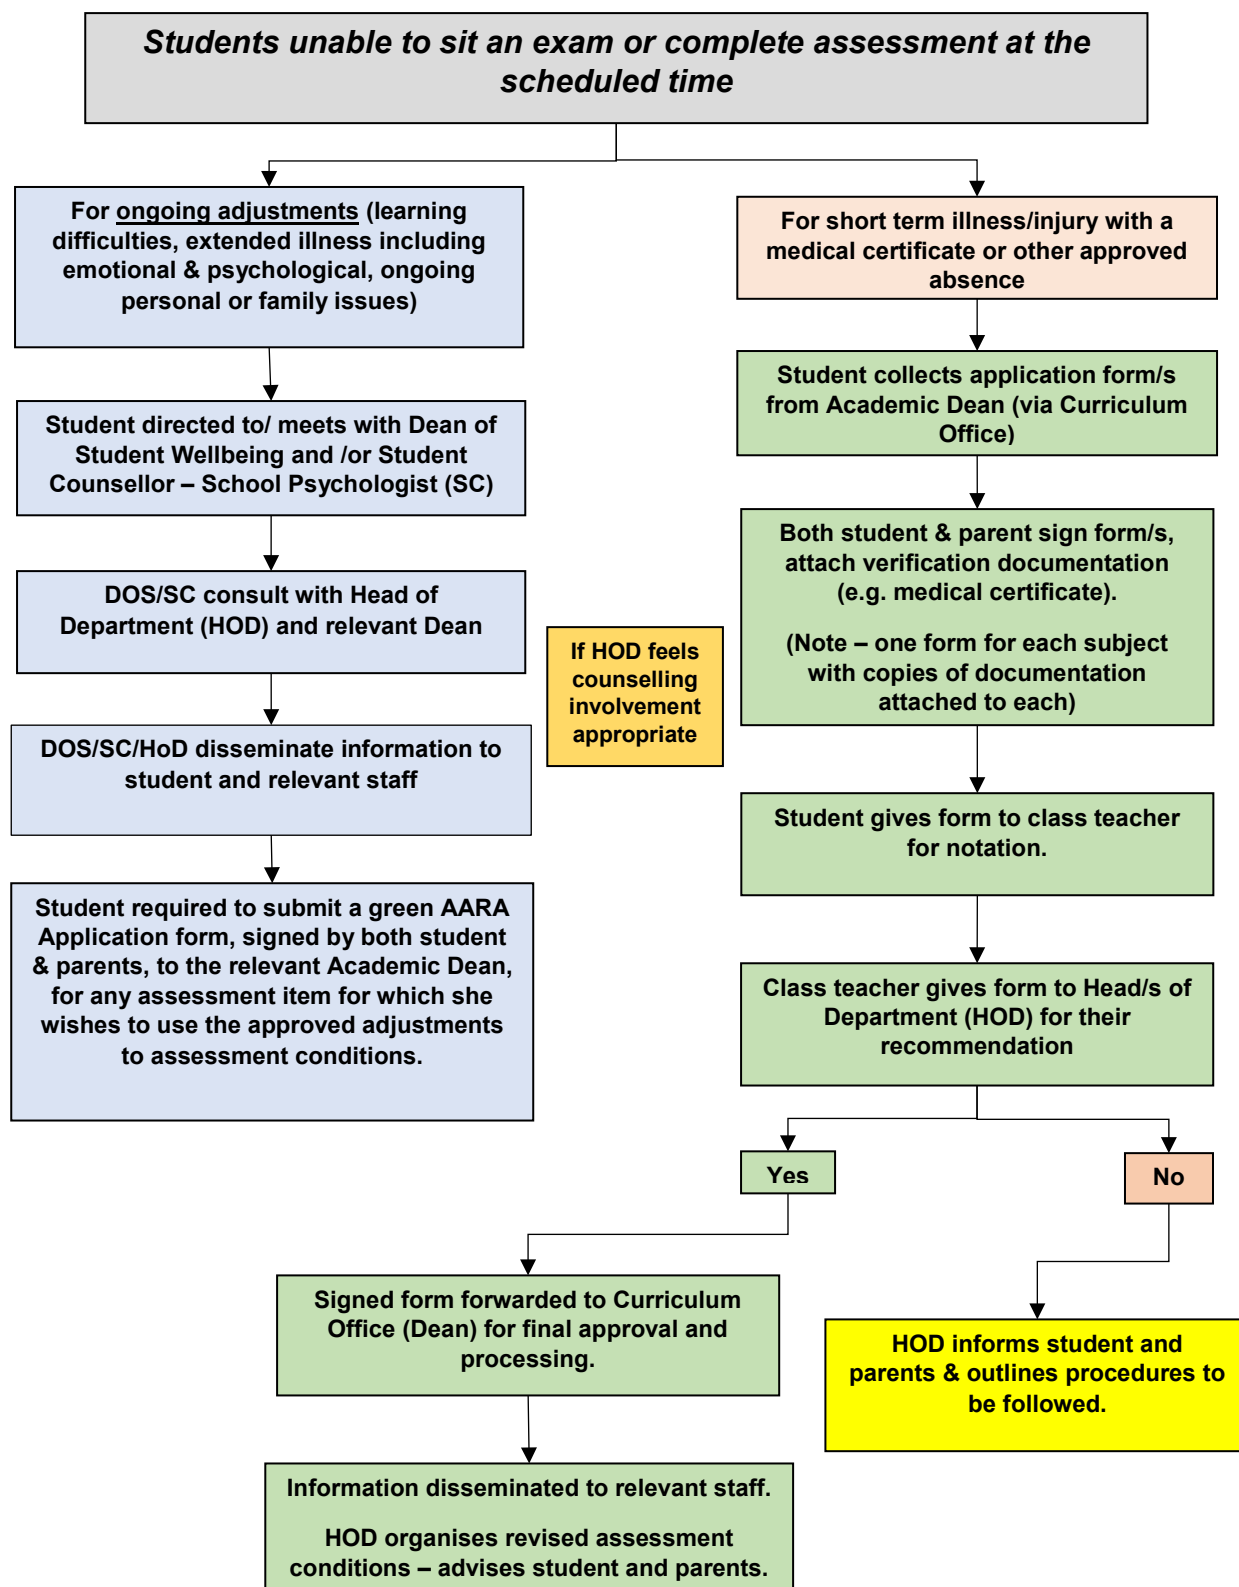 Students unable to sit an exam or complete assessment at the
scheduled time
For ongoing adjustments (learning
difficulties, extended illness including
emotional & psychological, ongoing
personal or family issues)
Student directed to/ meets with Dean of
Student Wellbeing and /or Student
Counsellor – School Psychologist (SC)
DOS/SC consult with Head of
Department (HOD) and relevant Dean
DOS/SC/HoD disseminate information to
student and relevant staff
Student required to submit a green AARA
Application form, signed by both student
& parents, to the relevant Academic Dean,
for any assessment item for which she
wishes to use the approved adjustments
to assessment conditions.
If HOD feels
counselling
involvement
appropriate
For short term illness/injury with a
medical certificate or other approved
absence
Student collects application form/s
from Academic Dean (via Curriculum
Office)
Both student & parent sign form/s,
attach verification documentation
(e.g. medical certificate).
(Note – one form for each subject
with copies of documentation
attached to each)
Student gives form to class teacher
for notation.
Class teacher gives form to Head/s of
Department (HOD) for their
recommendation
Yes
No
Signed form forwarded to Curriculum
Office (Dean) for final approval and
processing.
HOD informs student and
parents & outlines procedures to
be followed.
Information disseminated to relevant staff.
HOD organises revised assessment
conditions – advises student and parents.